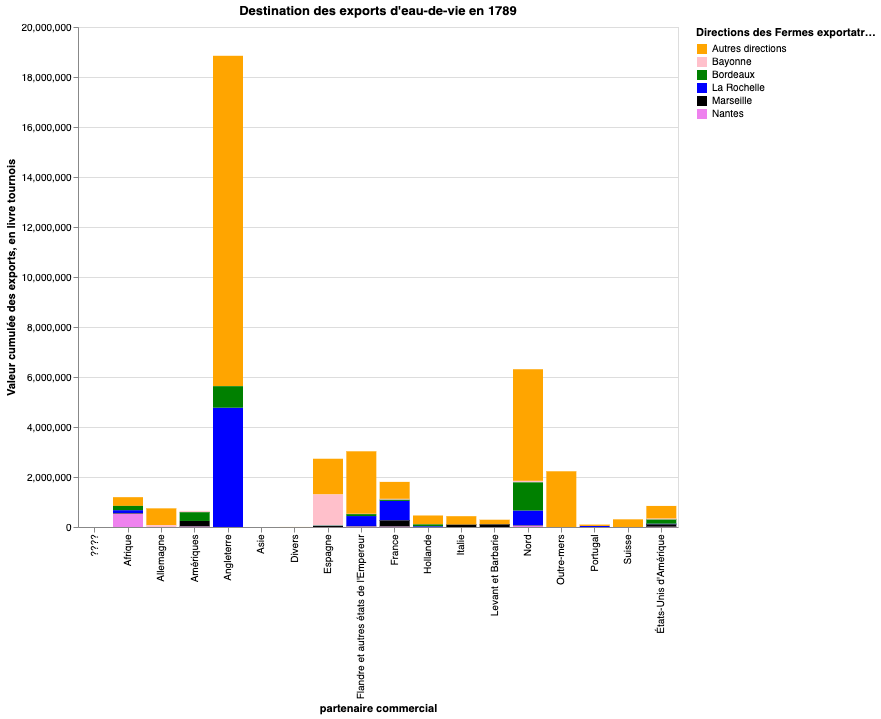 Destination des exports d'eau-de-vie en 1789
Valeur cumulée des exports, en livre tournois
20,000,000
18,000,000
16,000,000
14,000,000
12,000,000
10,000,000
8,000,000
6,000,000
4,000,000
2,000,000
0
????
Afrique
Allemagne
Amériques
Angleterre
Asie
Divers
Espagne
Flandre et autres états de l'Empereur
France
Hollande
Italie
Levant et Barbarie
Nord
Outre-mers
Portugal
Suisse
États-Unis d'Amérique
partenaire commercial
Directions des Fermes exportatr…
Autres directions
Bayonne
Bordeaux
La Rochelle
Marseille
Nantes